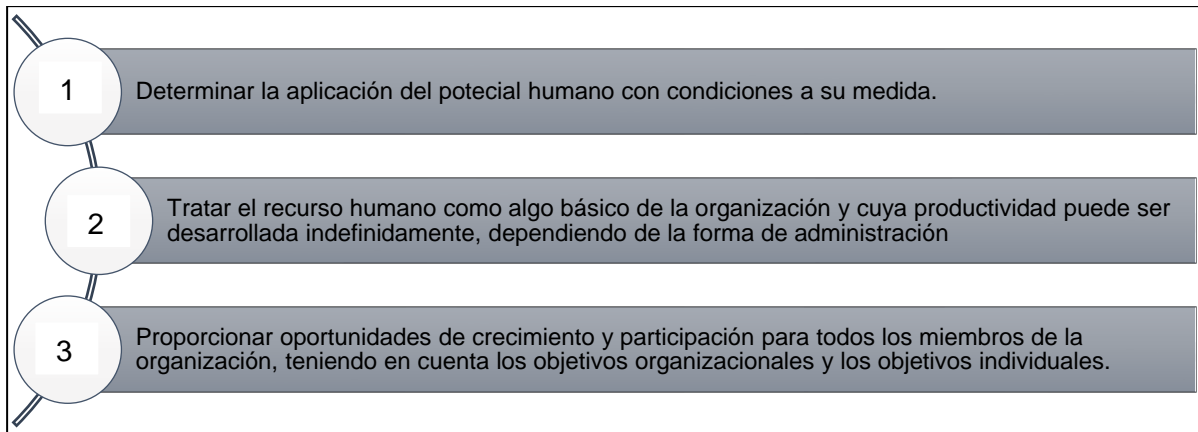 1
Determinar la aplicación del potecial humano con condiciones a su medida.
2
Tratar el recurso humano como algo básico de la organización y cuya productividad puede ser
desarrollada indefinidamente, dependiendo de la forma de administración
3
Proporcionar oportunidades de crecimiento y participación para todos los miembros de la
organización, teniendo en cuenta los objetivos organizacionales y los objetivos individuales.